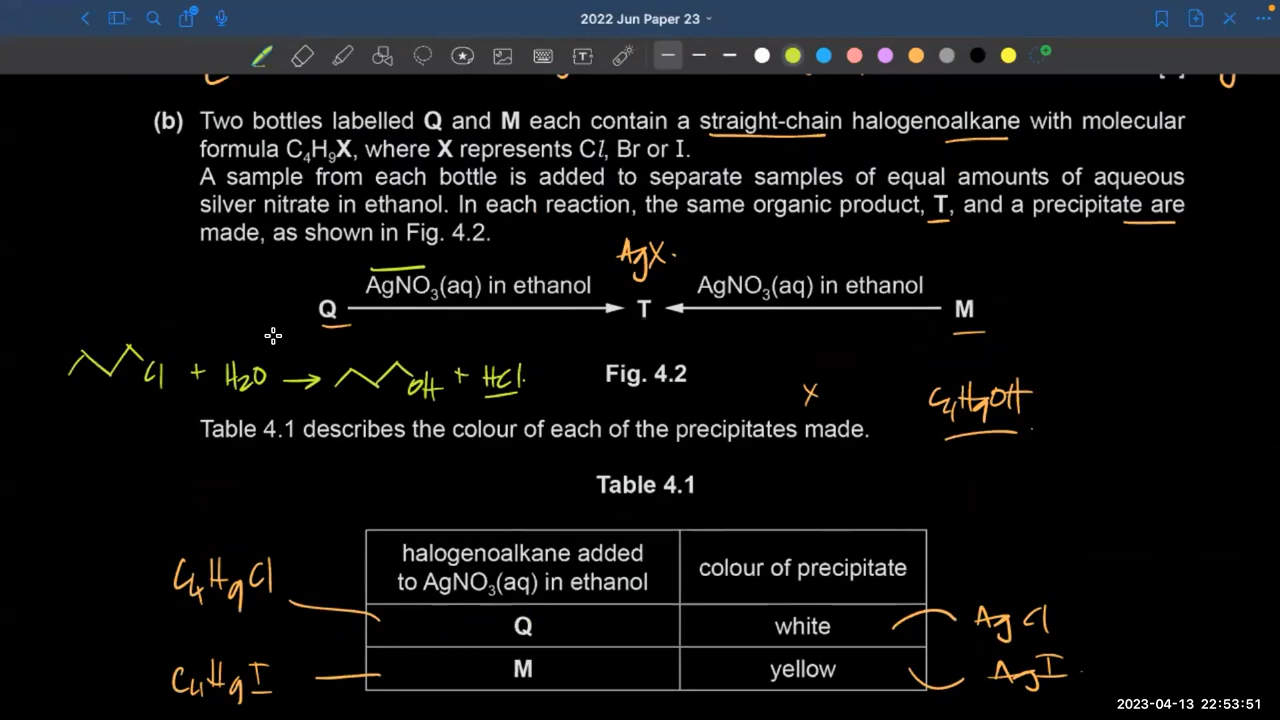 2022 Jun Paper 23
(b) Two bottles labelled Q and M each contain a straight-chain halogenoalkane with molecular
formula C₄H₉X, where X represents Cl, Br or I.
A sample from each bottle is added to separate samples of equal amounts of aqueous
silver nitrate in ethanol. In each reaction, the same organic product, T, and a precipitate are
made, as shown in Fig. 4.2.
AgX.
AgNO₃(aq) in ethanol AgNO₃(aq) in ethanol
Q T M
Cl + H₂O → OH + HCl.
Fig. 4.2
x
C₄H₉OH
Table 4.1 describes the colour of each of the precipitates made.
Table 4.1
halogenoalkane added
to AgNO₃(aq) in ethanol
colour of precipitate
C₄H₉Cl
Q white AgCl
C₄H₉I M yellow AgI
2023-04-13 22:53:51